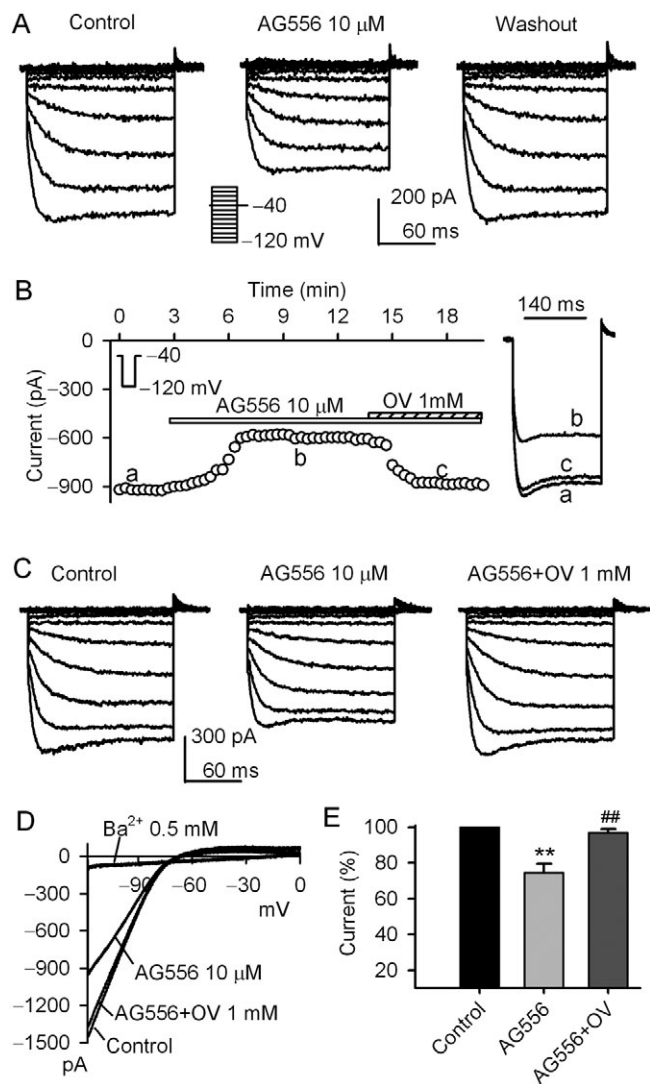 A
Control
AG556 10 μM
Washout
−40
−120 mV
200 pA
60 ms
B
Time (min)
0 3 6 9 12 15 18
140 ms
0
−300
−600
−900
Current (pA)
−40
−120 mV
AG556 10 μM
OV 1mM
a
b
c
b
c
a
C
Control
AG556 10 μM
AG556+OV 1 mM
300 pA
60 ms
D
Ba²⁺ 0.5 mM
0
−300
−600
−900
−1200
−1500
pA
−90 −60 −30 0
mV
AG556 10 μM
AG556+OV 1 mM
Control
E
100
80
60
40
20
Current (%)
**
##
Control
AG556
AG556+OV